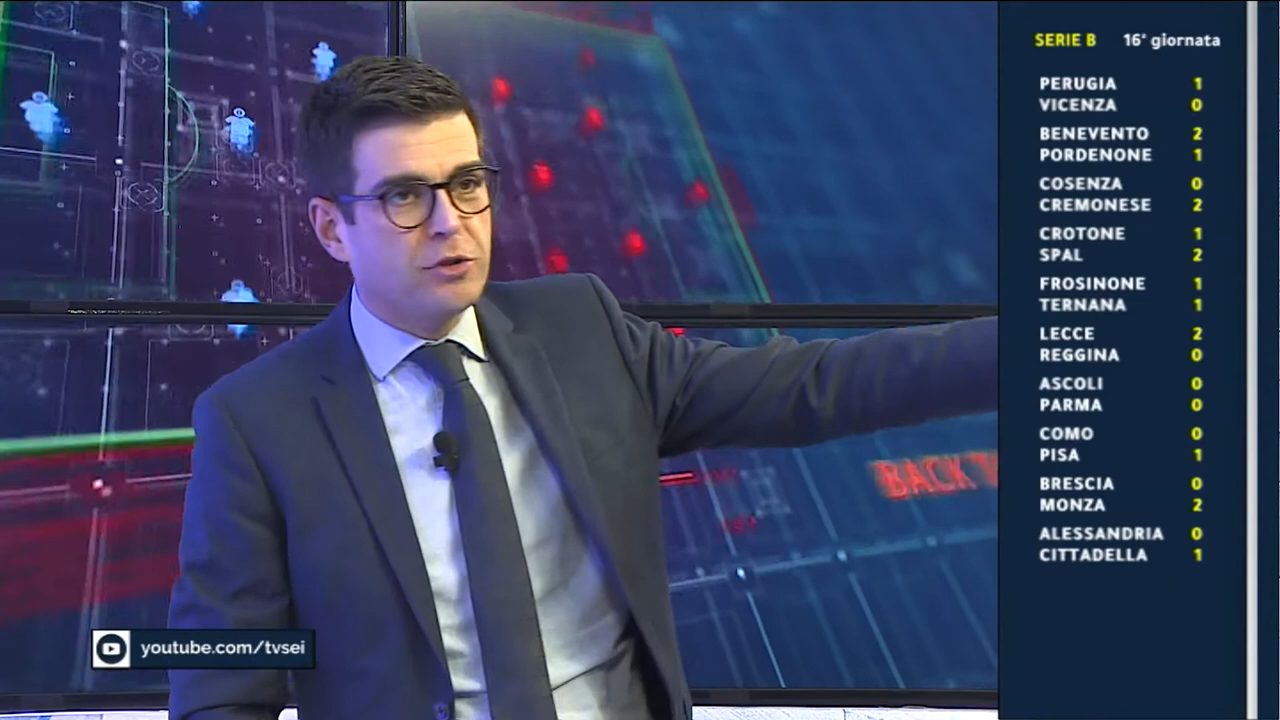 SERIE B 16ª giornata
PERUGIA 1
VICENZA 0
BENEVENTO 2
PORDENONE 1
COSENZA 0
CREMONESE 2
CROTONE 1
SPAL 2
FROSINONE 1
TERNANA 1
LECCE 2
REGGINA 0
ASCOLI 0
PARMA 0
COMO 0
PISA 1
BRESCIA 0
MONZA 2
ALESSANDRIA 0
CITTADELLA 1
BACK T
youtube.com/tvsei